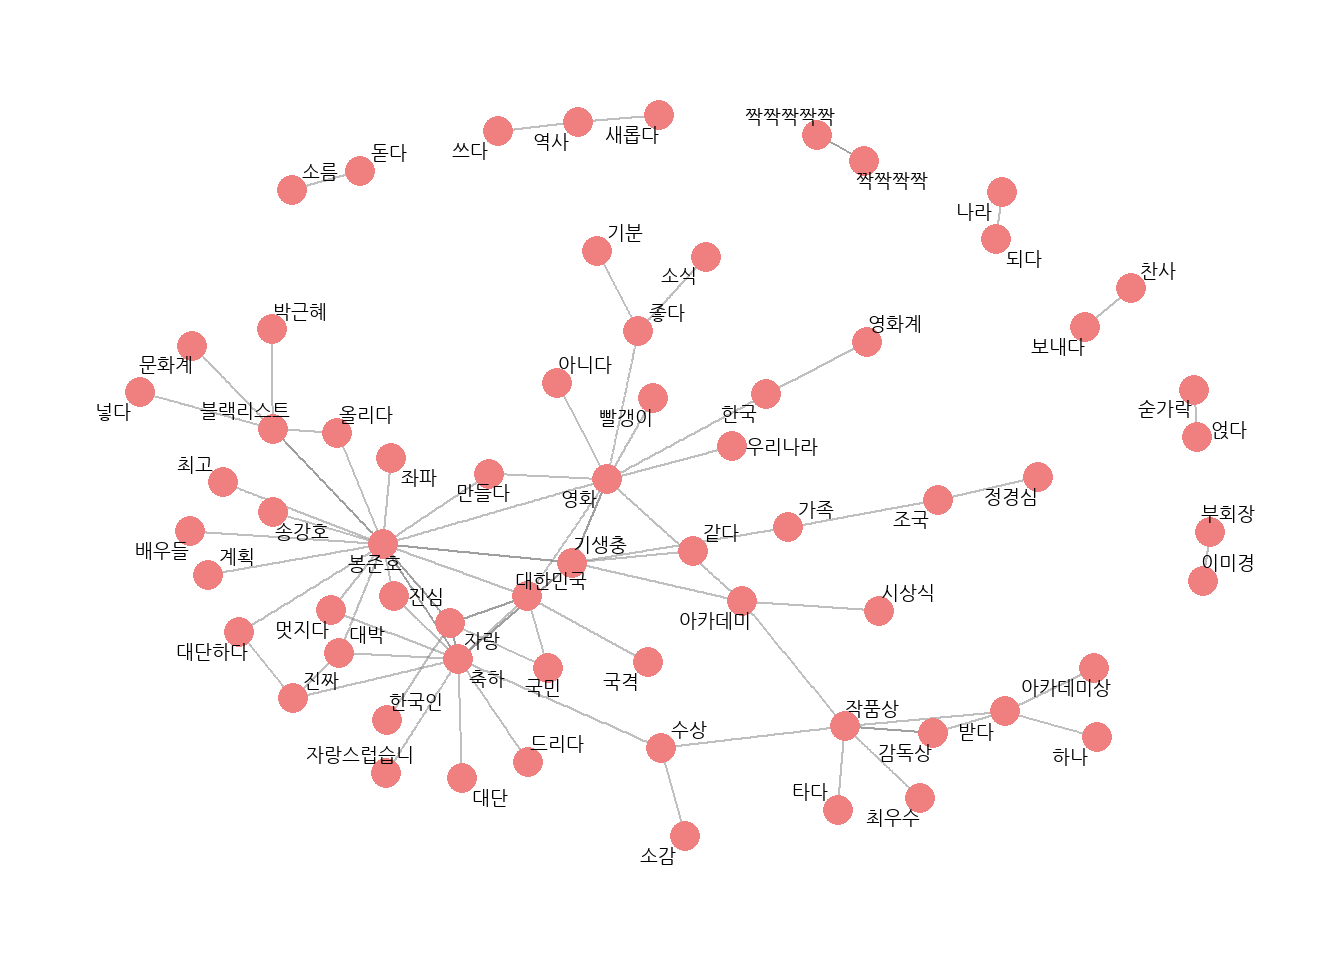 짝짝짝짝짝
새롭다
역사
쓰다
돋다
소름
짝짝짝짝
나라
기분
되다
찬사
소식
박근혜
좋다
영화계
보내다
문화계
아니다
숟가락
넣다
블랙리스트
올리다
빨갱이
한국
얹다
우리나라
최고
좌파
만들다
영화
정경심
가족
조국
부회장
송강호
배우들
계획
봉준호
기생충
같다
이미경
대한민국
진심
시상식
멋지다
대박
자랑
아카데미
대단하다
진짜
축하
국민
국격
아카데미상
한국인
수상
작품상
받다
자랑스럽습니
드리다
감독상
하나
대단
타다
최우수
소감